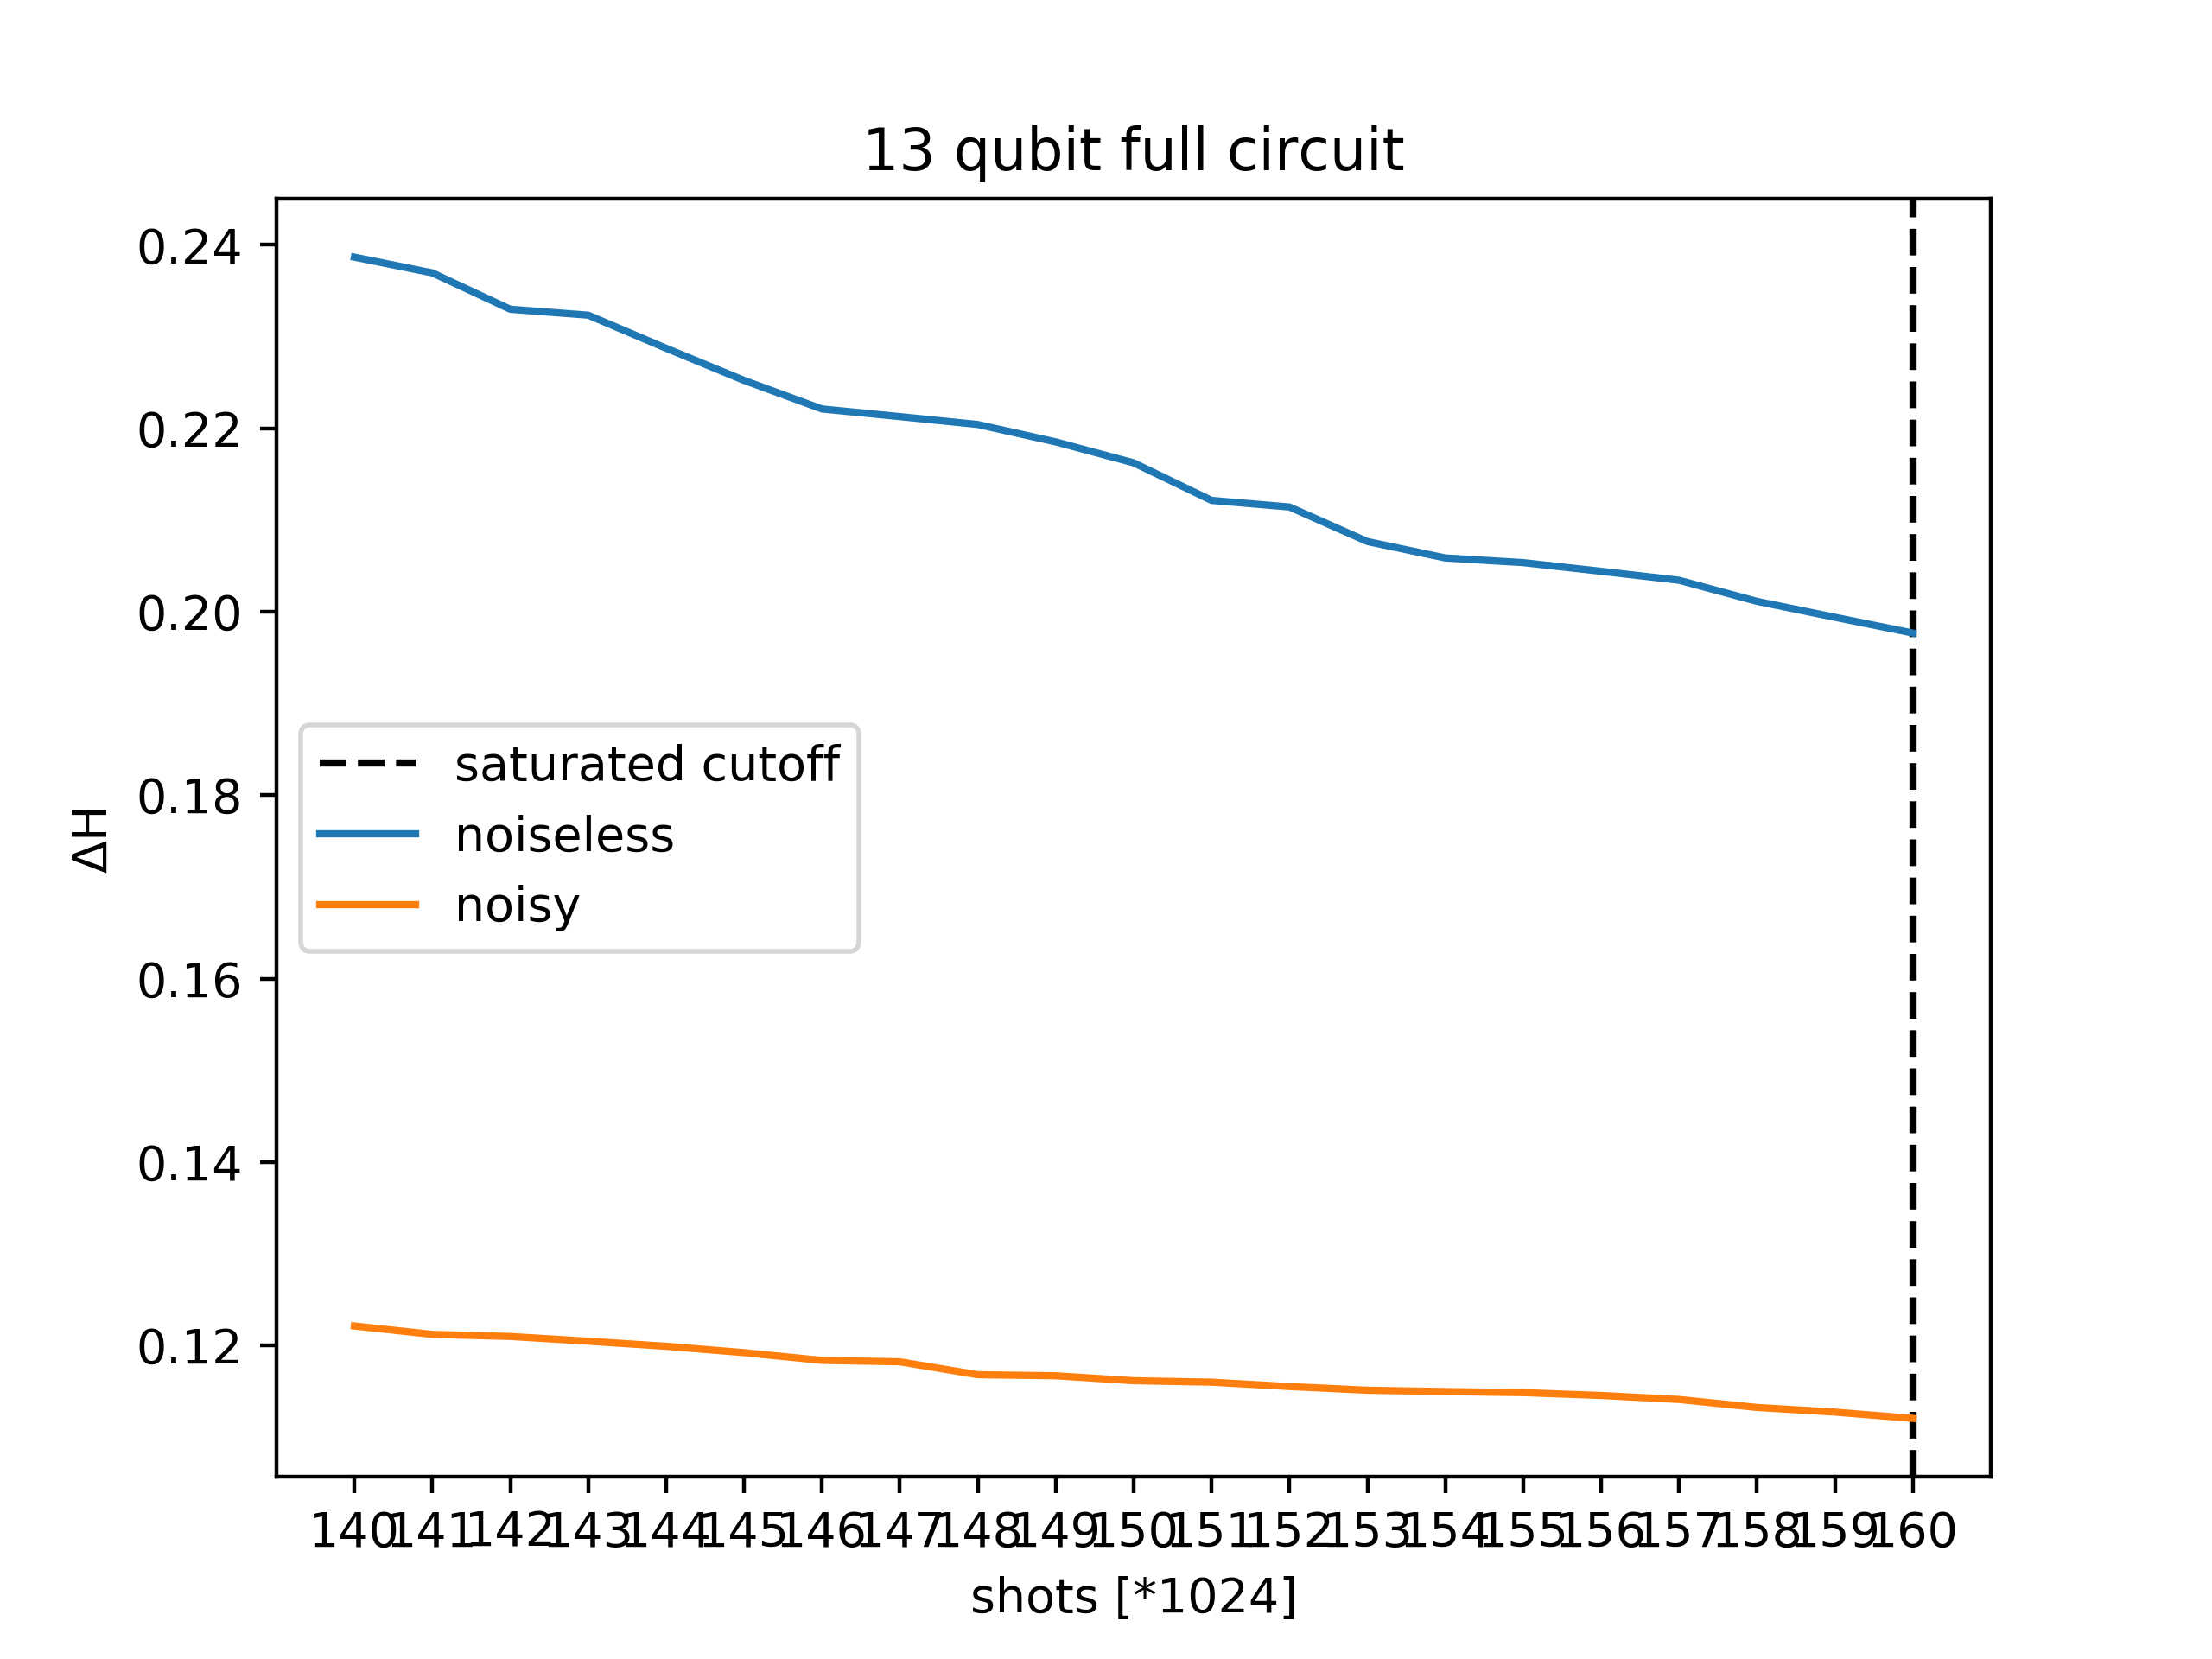 13 qubit full circuit
0.24
0.22
0.20
0.18
0.16
0.14
0.12
ΔH
saturated cutoff
noiseless
noisy
140 141 142 143 144 145 146 147 148 149 150 151 152 153 154 155 156 157 158 159 160
shots [*1024]